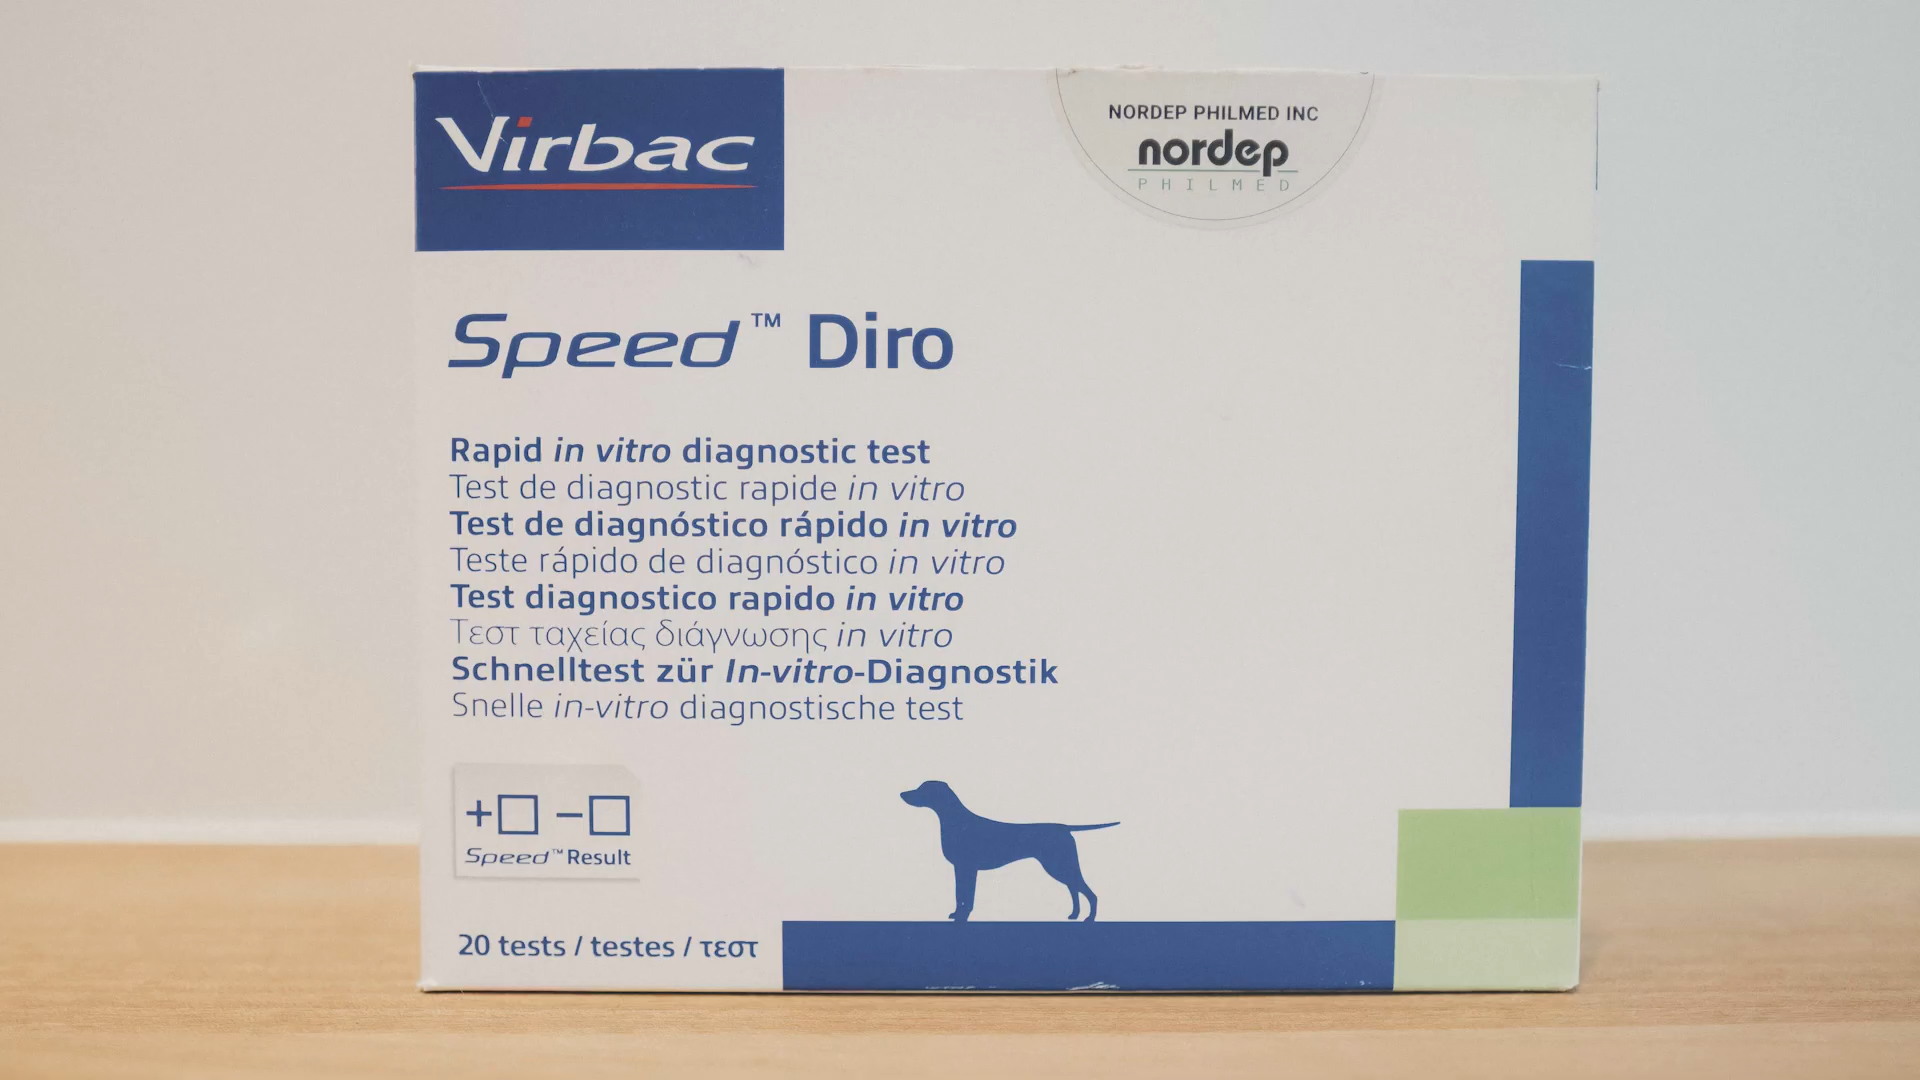 Virbac
NORDEP PHILMED INC
nordep
PHILMED
Speed™ Diro
Rapid in vitro diagnostic test
Test de diagnostic rapide in vitro
Test de diagnóstico rápido in vitro
Teste rápido de diagnóstico in vitro
Test diagnostico rapido in vitro
Τεστ ταχείας διάγνωσης in vitro
Schnelltest zür In-vitro-Diagnostik
Snelle in-vitro diagnostische test
+ −
Speed™ Result
20 tests / testes / τεστ